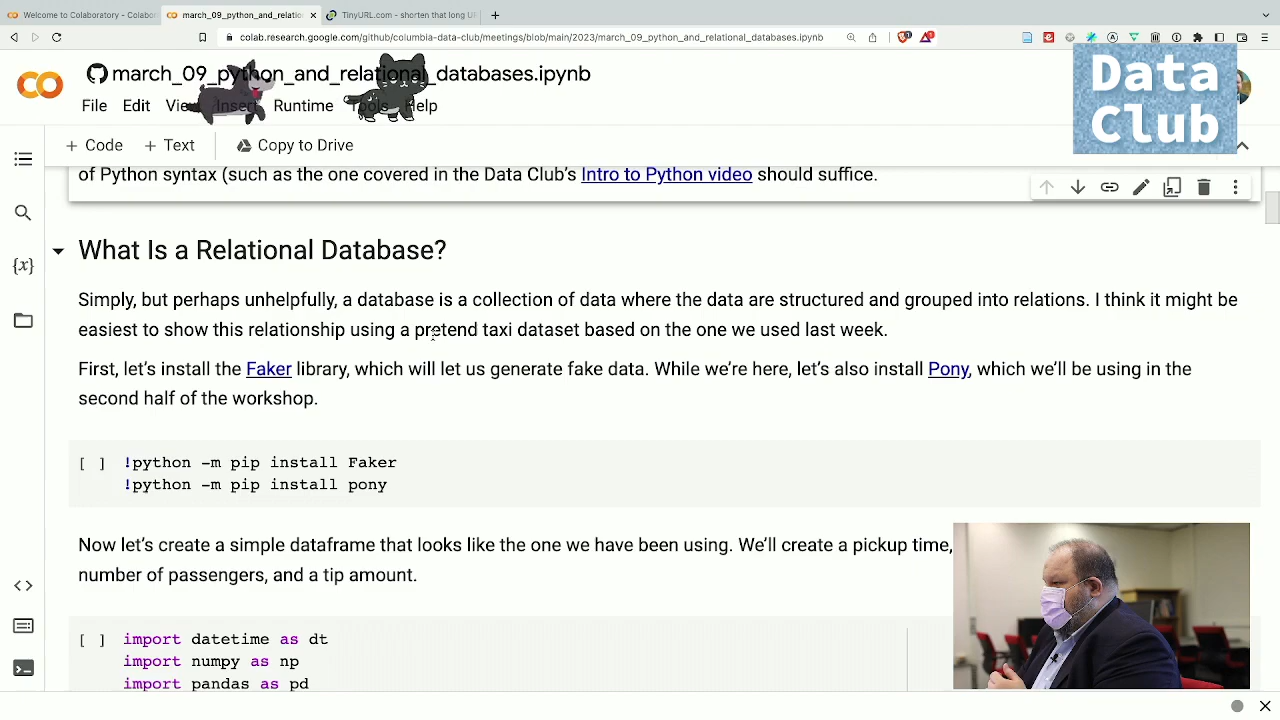 Welcome to Colaboratory - Colabor
march_09_python_and_relatio
TinyURL.com - shorten that long UR
colab.research.google.com/github/columbia-data-club/meetings/blob/main/2023/march_09_python_and_relational_databases.ipynb
march_09_python_and_relational_databases.ipynb
File Edit View Insert Runtime Tools Help
Data
Club
+ Code + Text Copy to Drive
of Python syntax (such as the one covered in the Data Club's Intro to Python video should suffice.
What Is a Relational Database?
Simply, but perhaps unhelpfully, a database is a collection of data where the data are structured and grouped into relations. I think it might be
easiest to show this relationship using a pretend taxi dataset based on the one we used last week.
First, let's install the Faker library, which will let us generate fake data. While we're here, let's also install Pony, which we'll be using in the
second half of the workshop.
[ ] !python -m pip install Faker
!python -m pip install pony
Now let's create a simple dataframe that looks like the one we have been using. We'll create a pickup time,
number of passengers, and a tip amount.
[ ] import datetime as dt
import numpy as np
import pandas as pd